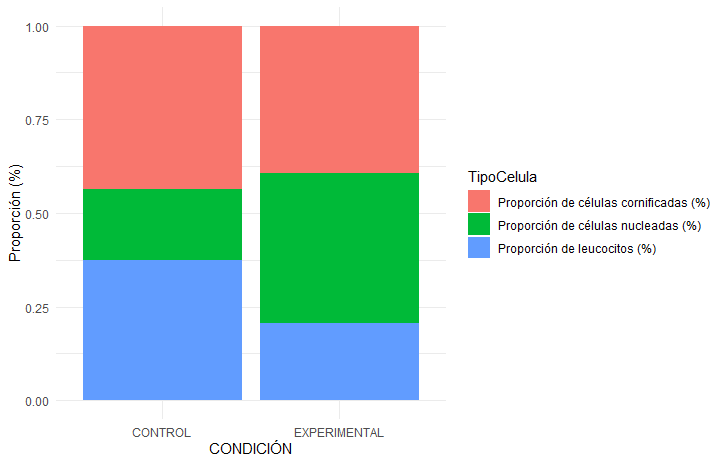 1.00
0.75
0.50
0.25
0.00
Proporción (%)
CONTROL
EXPERIMENTAL
CONDICIÓN
TipoCelula
Proporción de células cornificadas (%)
Proporción de células nucleadas (%)
Proporción de leucocitos (%)